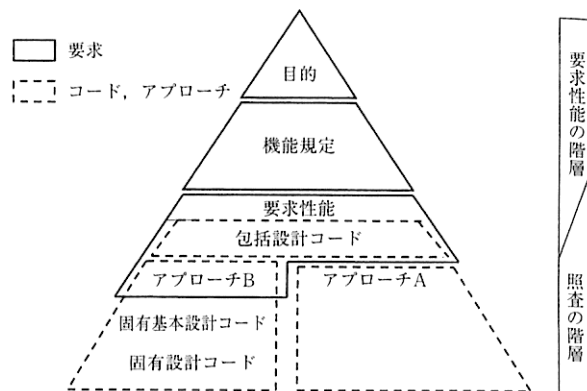 要求
コード，アプローチ
目的
機能規定
要求性能
包括設計コード
アプローチB
アプローチA
固有基本設計コード
固有設計コード
要求性能の階層
照査の階層